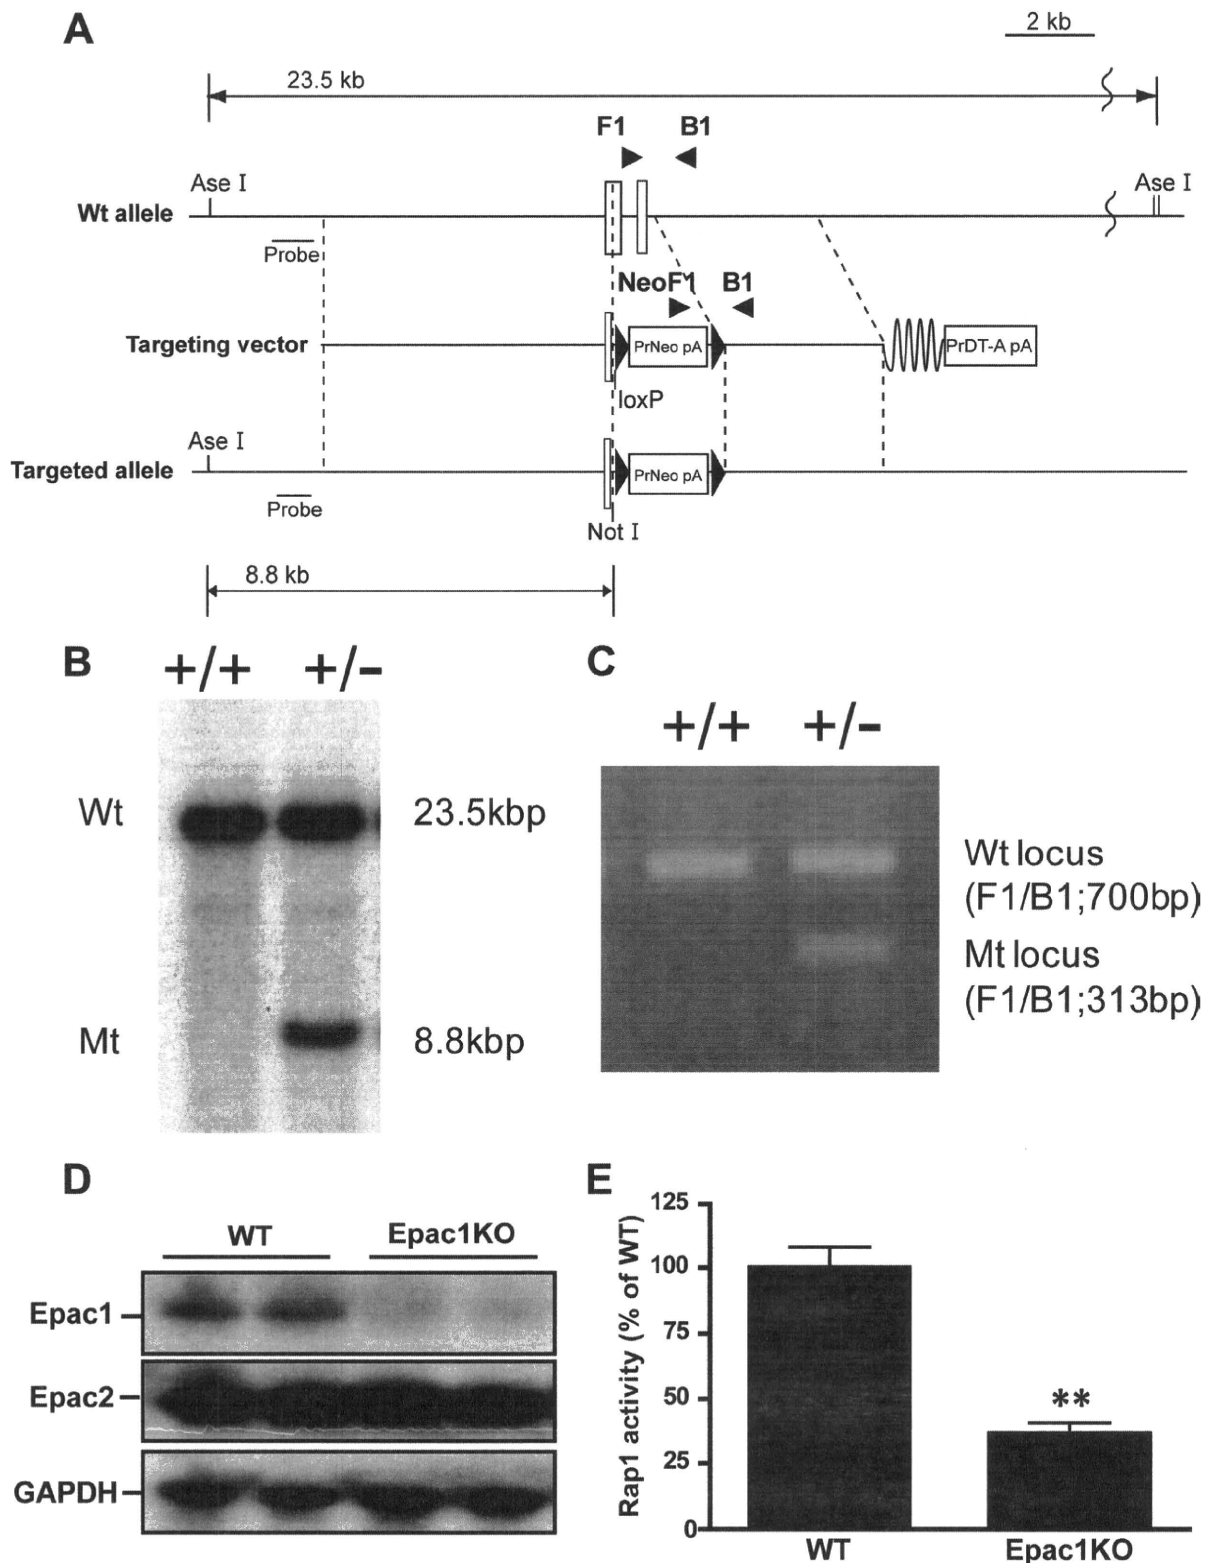 A
2 kb
23.5 kb
F1 B1
Ase I Ase I
Wt allele
Probe
NeoF1 B1
Targeting vector PrNeo pA PrDT-A pA
loxP
Ase I
Targeted allele PrNeo pA
Probe
Not I
8.8 kb
B
+/+ +/-
Wt 23.5kbp
Mt 8.8kbp
C
+/+ +/-
Wt locus
(F1/B1;700bp)
Mt locus
(F1/B1;313bp)
D
WT Epac1KO
Epac1
Epac2
GAPDH
E
Rap1 activity (% of WT)
125
100
75
50
25
0
**
WT Epac1KO